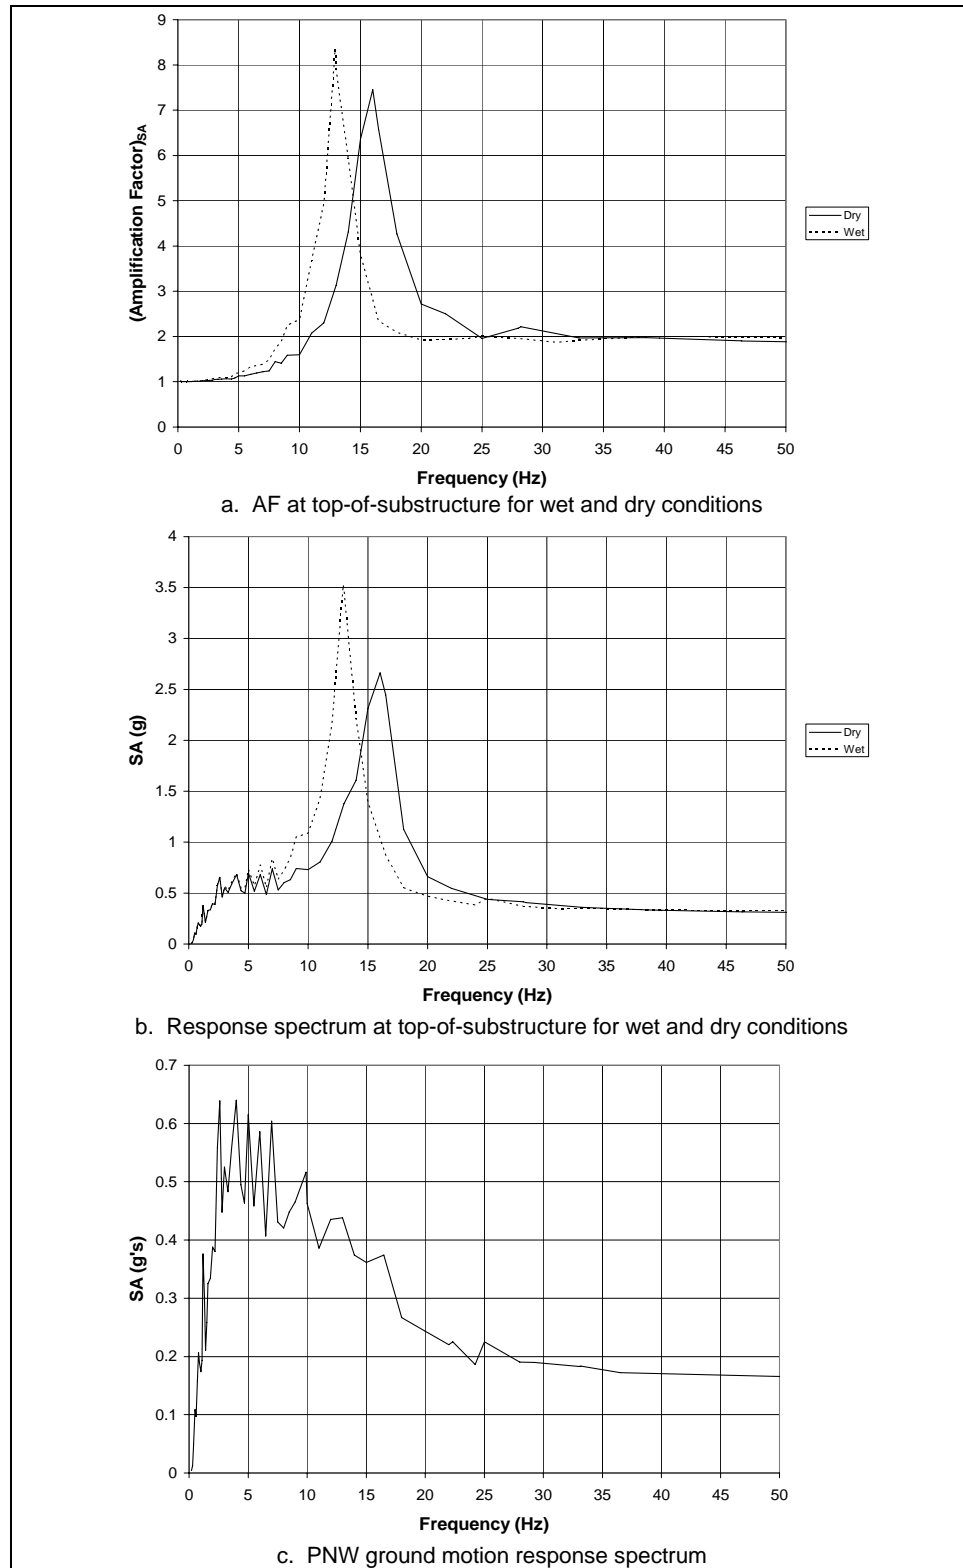 9
8
7
6
5
4
3
2
1
0
(Amplification Factor)SA
0 5 10 15 20 25 30 35 40 45 50
Frequency (Hz)
Dry
Wet
a. AF at top-of-substructure for wet and dry conditions
4
3.5
3
2.5
2
1.5
1
0.5
0
SA (g)
0 5 10 15 20 25 30 35 40 45 50
Frequency (Hz)
Dry
Wet
b. Response spectrum at top-of-substructure for wet and dry conditions
0.7
0.6
0.5
0.4
0.3
0.2
0.1
0
SA (g's)
0 5 10 15 20 25 30 35 40 45 50
Frequency (Hz)
c. PNW ground motion response spectrum